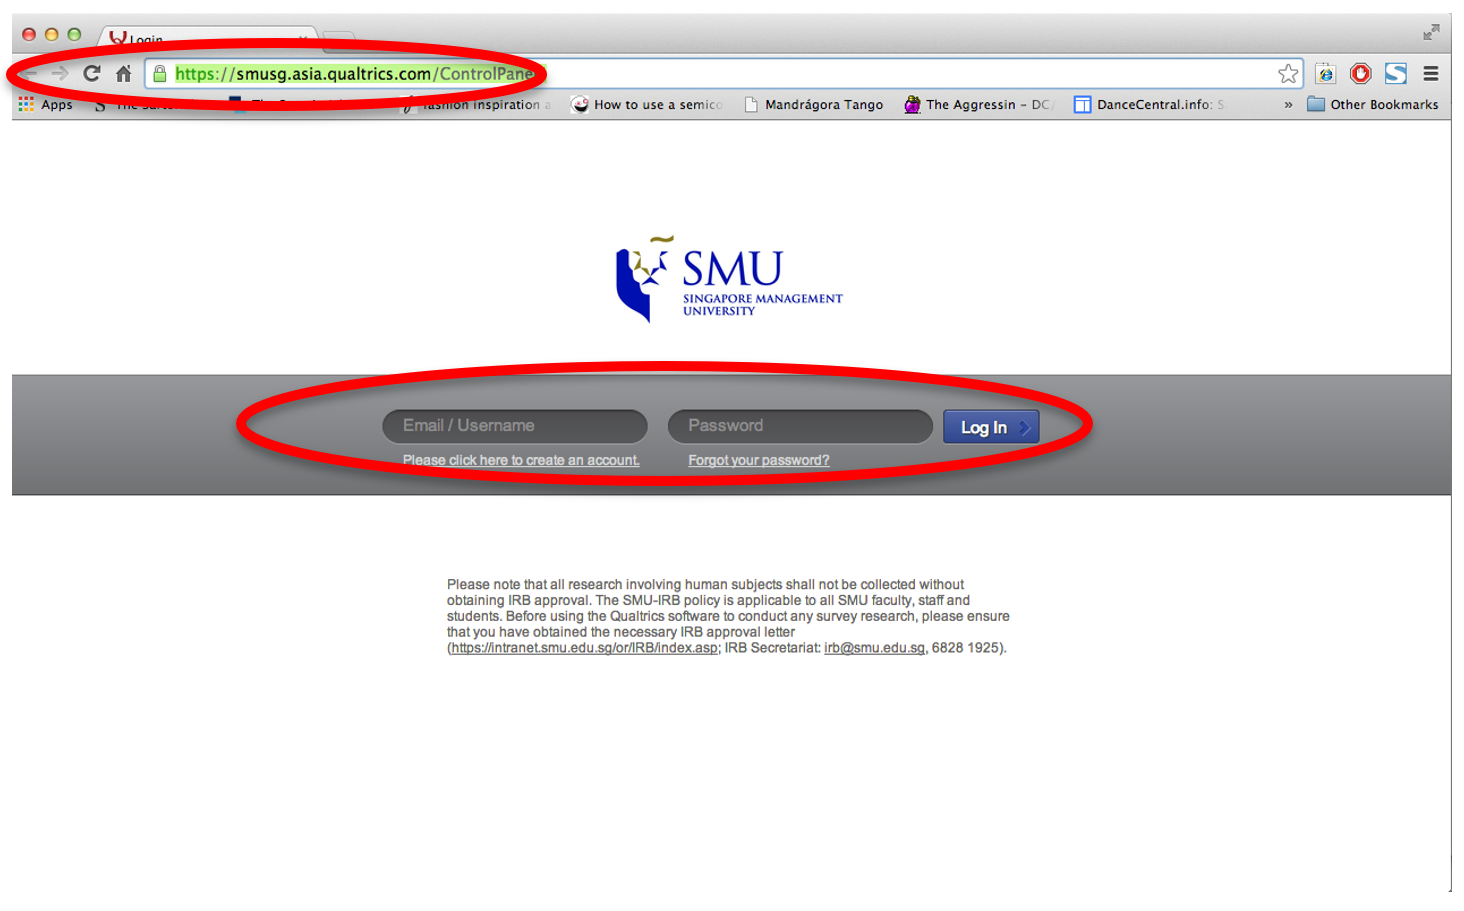 Login
https://smusg.asia.qualtrics.com/ControlPane
Apps
fashion inspiration a
How to use a semico
Mandrágora Tango
The Aggressin – DC/
DanceCentral.info: S
» Other Bookmarks
SMU
SINGAPORE MANAGEMENT
UNIVERSITY
Email / Username
Password
Log In
Please click here to create an account.
Forgot your password?
Please note that all research involving human subjects shall not be collected without
obtaining IRB approval. The SMU-IRB policy is applicable to all SMU faculty, staff and
students. Before using the Qualtrics software to conduct any survey research, please ensure
that you have obtained the necessary IRB approval letter
(https://intranet.smu.edu.sg/or/IRB/index.asp; IRB Secretariat: irb@smu.edu.sg, 6828 1925).